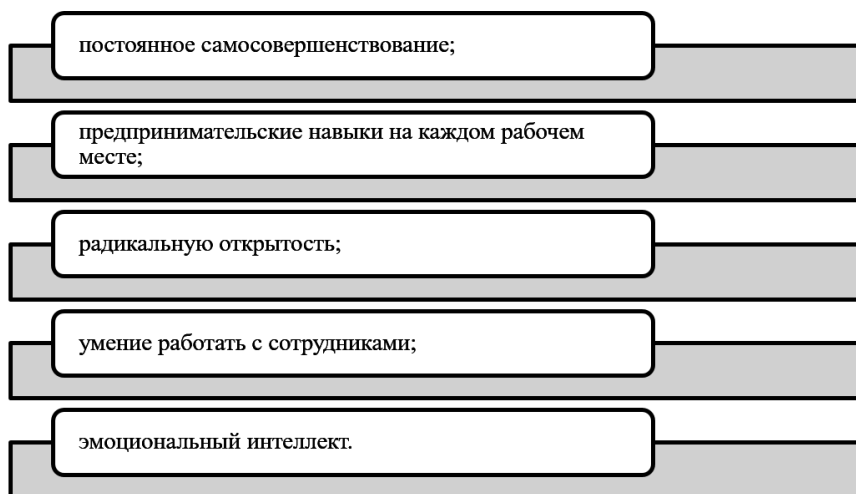 постоянное самосовершенствование;
предпринимательские навыки на каждом рабочем
месте;
радикальную открытость;
умение работать с сотрудниками;
эмоциональный интеллект.